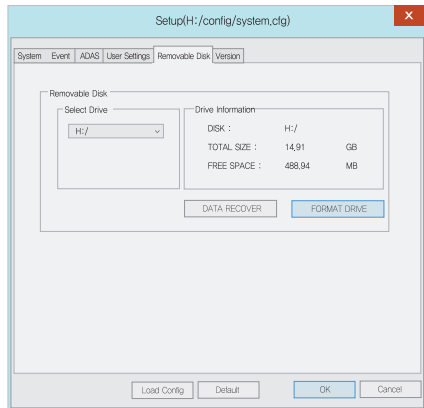 Setup(H:/config/system,cfg)
X
System Event ADAS User Settings Removable Disk Version
Removable Disk
Select Drive
H:/
Drive Information
DISK : H:/
TOTAL SIZE : 14,91 GB
FREE SPACE : 488,94 MB
DATA RECOVER FORMAT DRIVE
Load Config Default OK Cancel